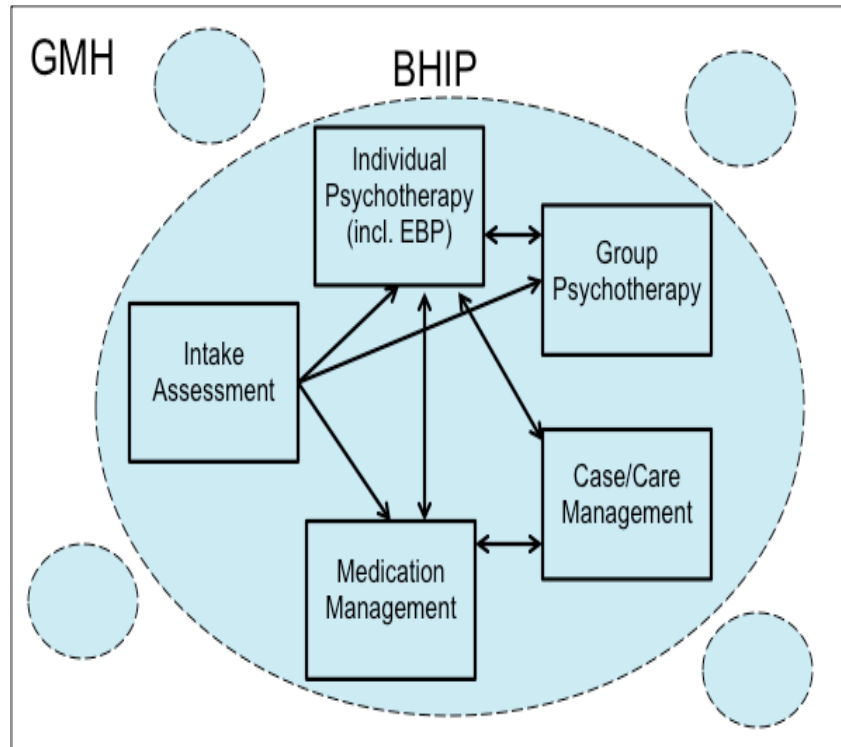 GMH
BHIP
Individual
Psychotherapy
(incl. EBP)
Group
Psychotherapy
Intake
Assessment
Case/Care
Management
Medication
Management